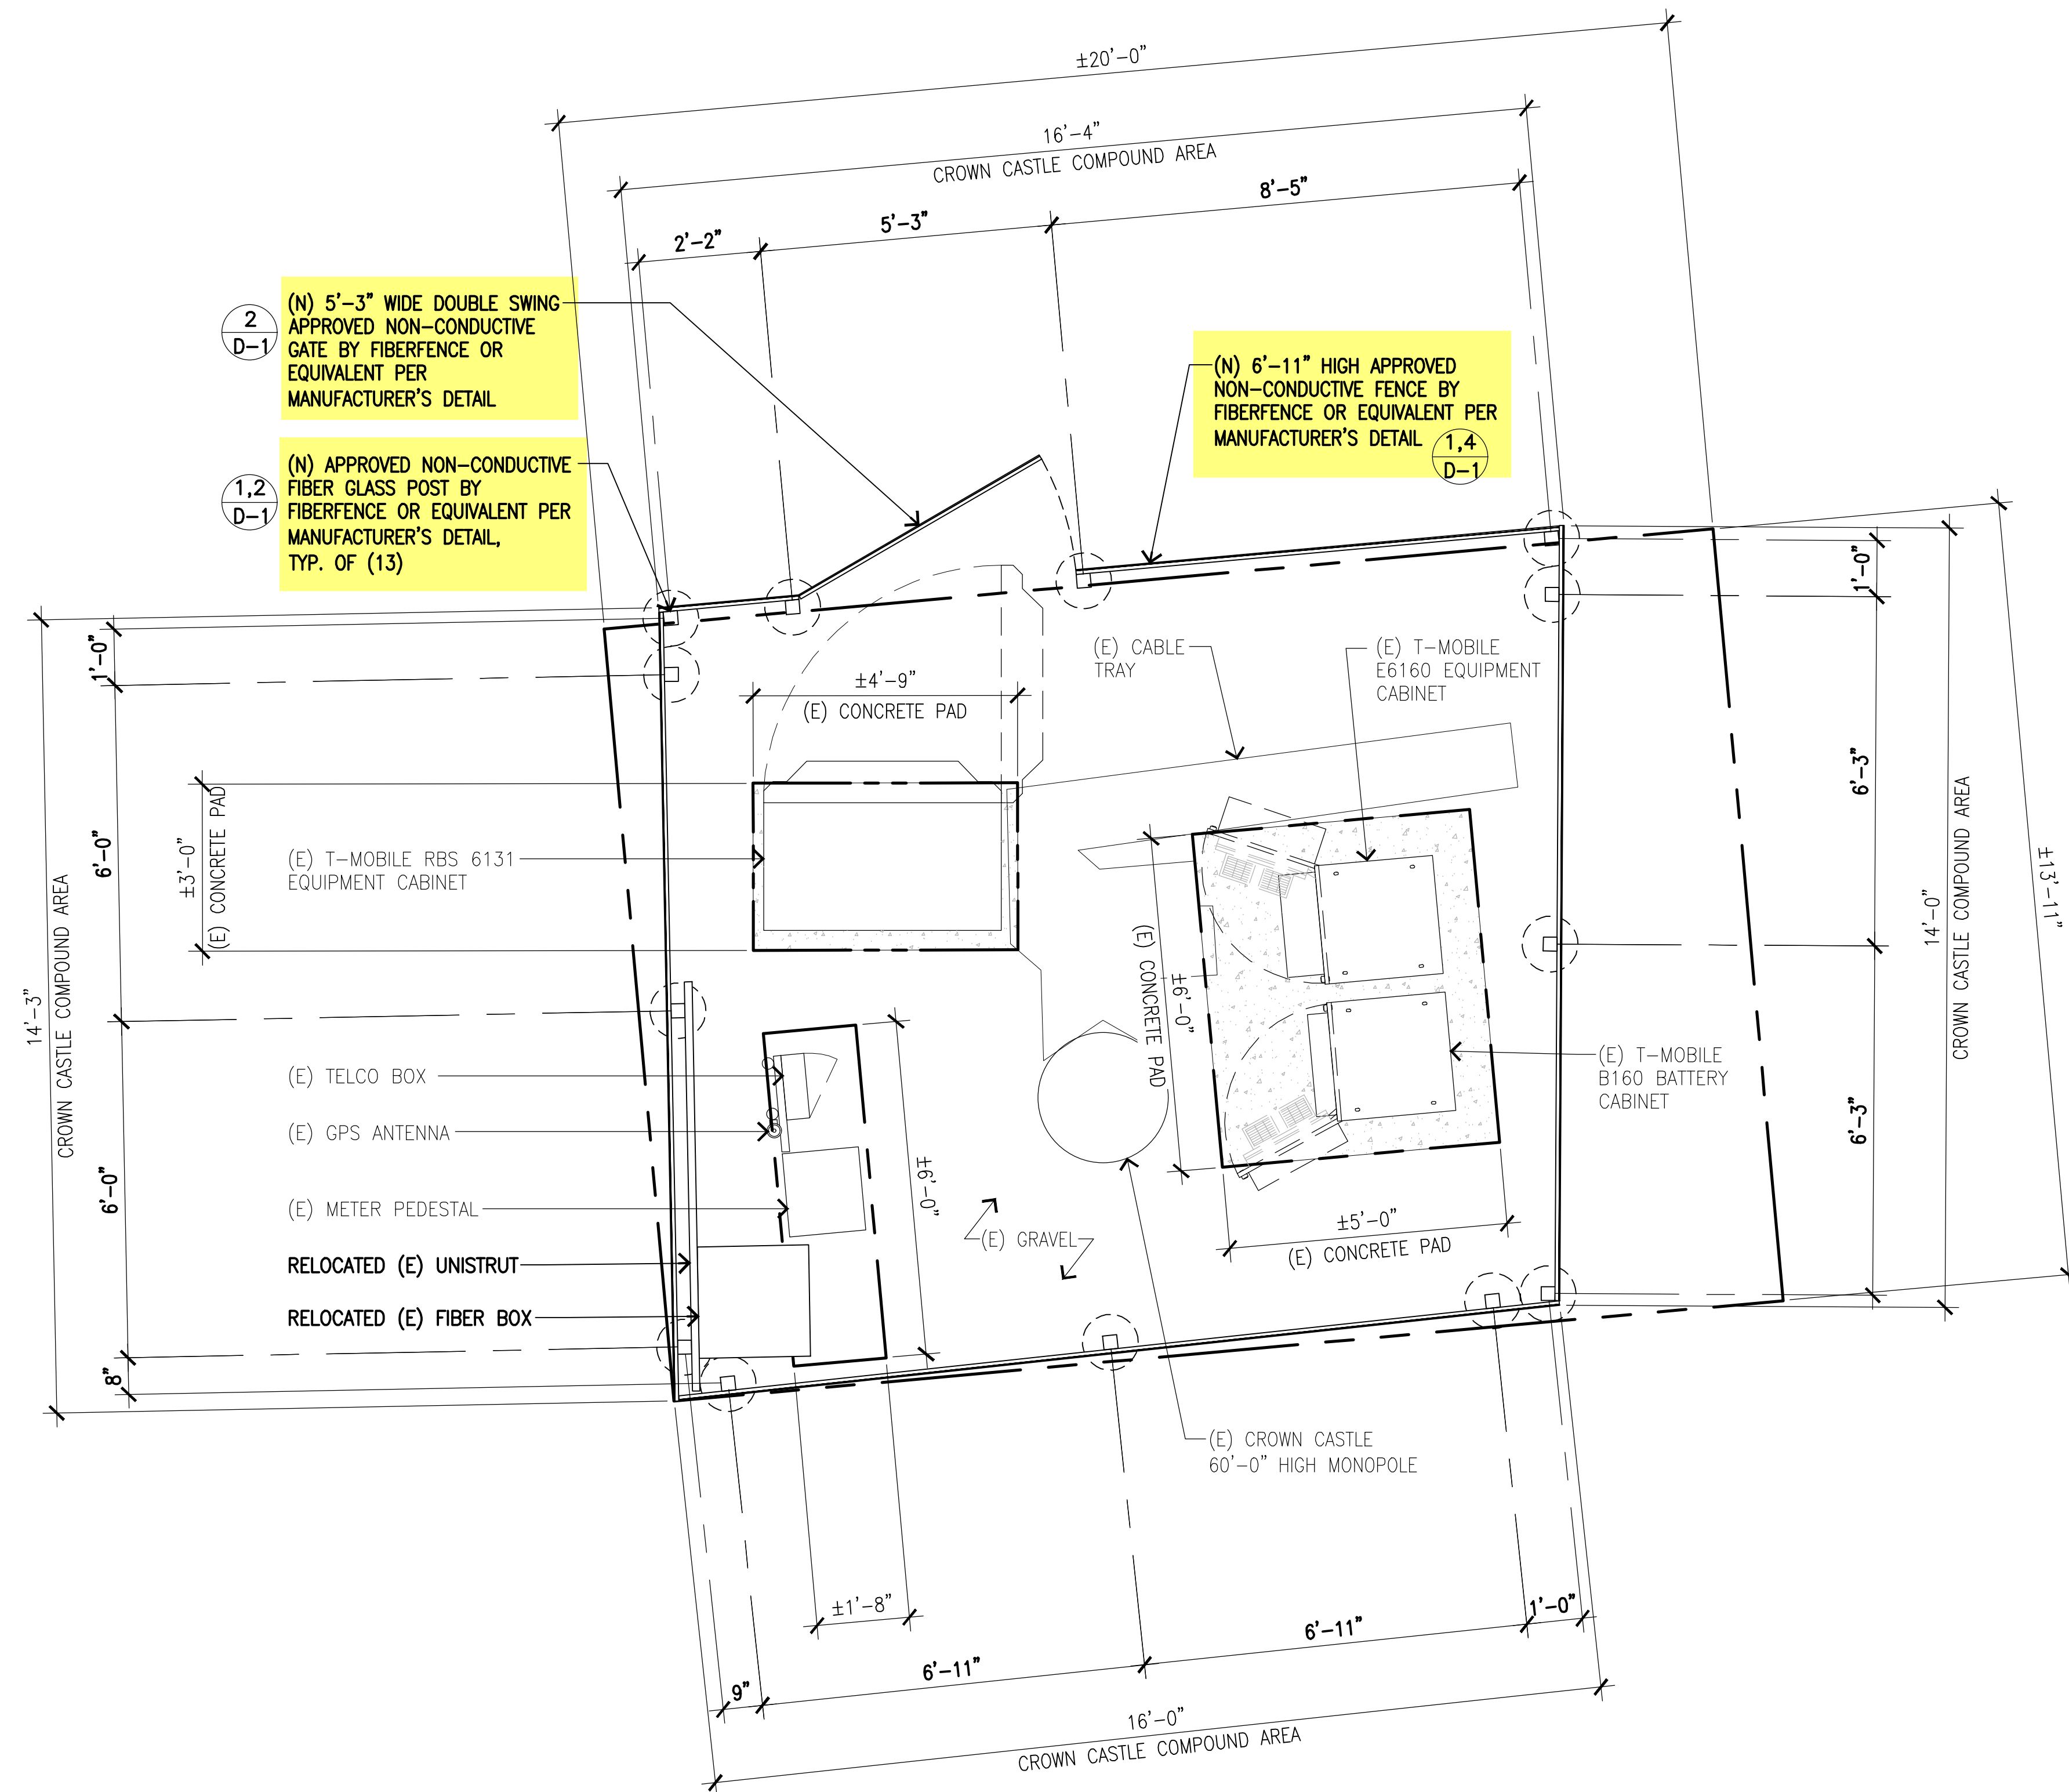 ±20'-0"
16'-4"
CROWN CASTLE COMPOUND AREA
2'-2"
5'-3"
8'-5"
2
D-1
(N) 5'-3" WIDE DOUBLE SWING
APPROVED NON-CONDUCTIVE
GATE BY FIBERFENCE OR
EQUIVALENT PER
MANUFACTURER'S DETAIL
(N) 6'-11" HIGH APPROVED
NON-CONDUCTIVE FENCE BY
FIBERFENCE OR EQUIVALENT PER
MANUFACTURER'S DETAIL
1,4
D-1
1,2
D-1
(N) APPROVED NON-CONDUCTIVE
FIBER GLASS POST BY
FIBERFENCE OR EQUIVALENT PER
MANUFACTURER'S DETAIL,
TYP. OF (13)
14'-3"
CROWN CASTLE COMPOUND AREA
1'-0"
6'-0"
6'-0"
8"
±3'-0"
(E) CONCRETE PAD
±4'-9"
(E) CONCRETE PAD
(E) CABLE
TRAY
(E) T-MOBILE
E6160 EQUIPMENT
CABINET
(E) T-MOBILE RBS 6131
EQUIPMENT CABINET
(E) TELCO BOX
(E) GPS ANTENNA
(E) METER PEDESTAL
RELOCATED (E) UNISTRUT
RELOCATED (E) FIBER BOX
±6'-0"
(E) GRAVEL
±6'-0"
(E) CONCRETE PAD
±5'-0"
(E) CONCRETE PAD
(E) T-MOBILE
B160 BATTERY
CABINET
(E) CROWN CASTLE
60'-0" HIGH MONOPOLE
1'-0"
6'-3"
6'-3"
14'-0"
CROWN CASTLE COMPOUND AREA
±13'-11"
±1'-8"
9"
6'-11"
6'-11"
1'-0"
16'-0"
CROWN CASTLE COMPOUND AREA